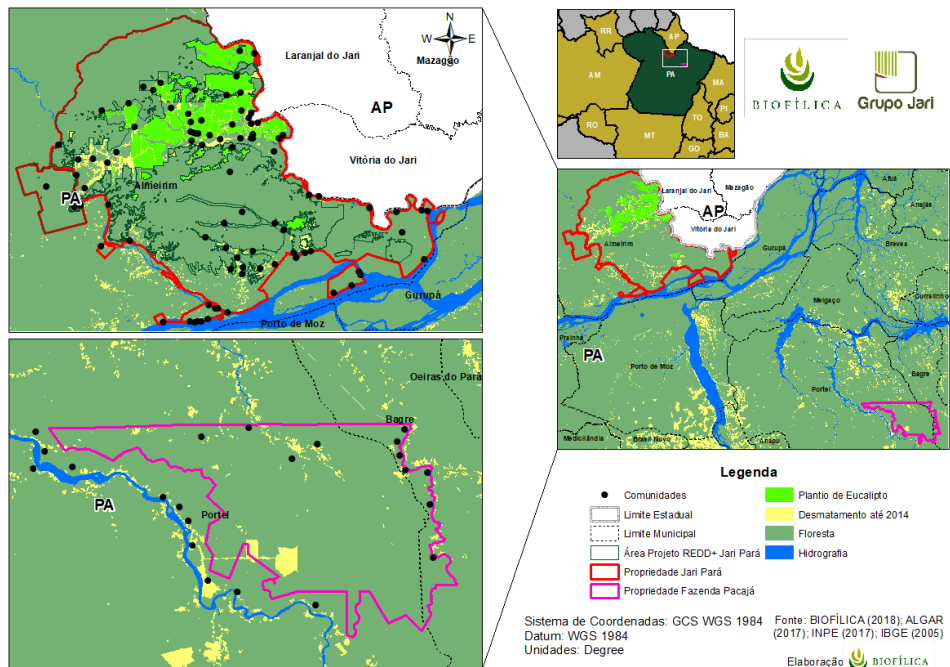 N
W
E
S
Laranjal do Jari
Mazagão
AP
Vitória do Jari
Almeirim
PA
Gurupá
Porto de Moz
RR
AP
AM
PA
MA
PI
TO
RO
MT
BA
GO
BIOFÍLICA
Grupo Jari
Afuá
Laranjal do Jari
Mazagão
AP
Anajás
Vitória do Jari
Almeirim
Gurupá
Breves
Melgaço
Curralinho
Prainha
PA
Porto de Moz
Bagre
Portel
Medicilândia
Brasil Novo
Anapu
Oeiras do Pará
Bagre
PA
Portel
Legenda
Comunidades
Limite Estadual
Limite Municipal
Área Projeto REDD+ Jari Pará
Propriedade Jari Pará
Propriedade Fazenda Pacajá
Plantio de Eucalipto
Desmatamento até 2014
Floresta
Hidrografia
Sistema de Coordenadas: GCS WGS 1984
Datum: WGS 1984
Unidades: Degree
Fonte: BIOFÍLICA (2018); ALGAR
(2017); INPE (2017); IBGE (2005)
Elaboração BIOFÍLICA